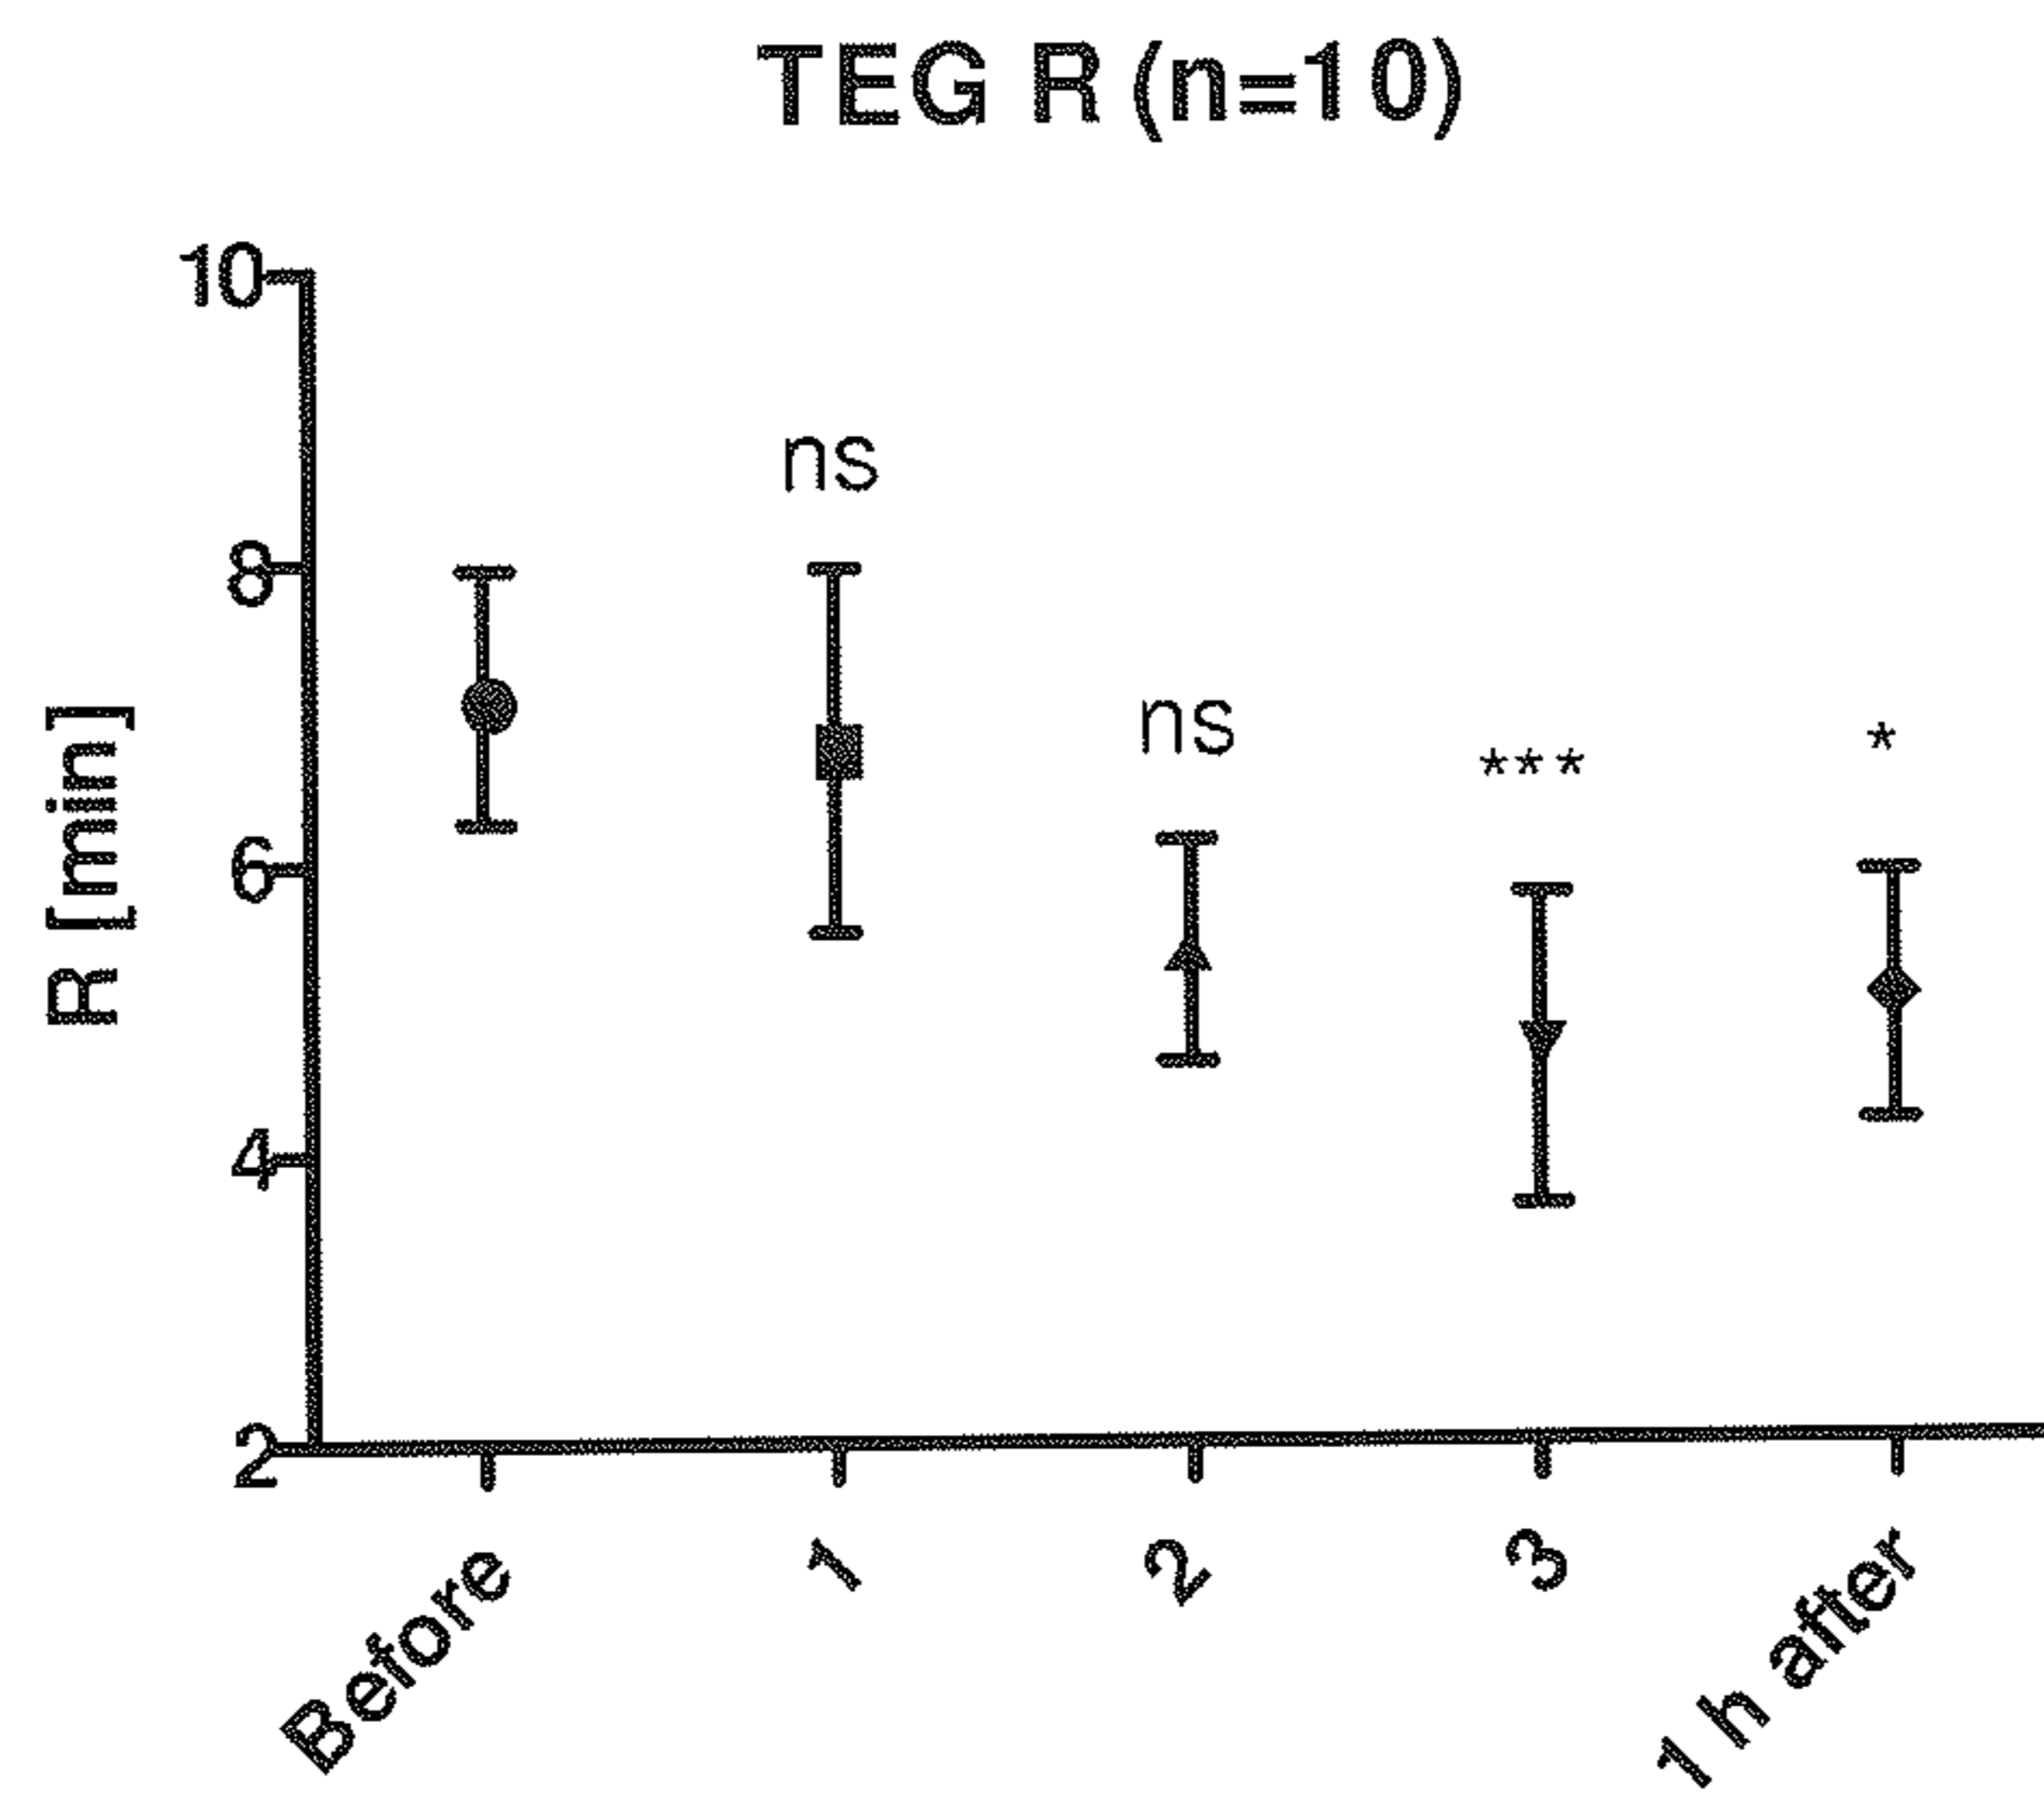 TEG R (n=10)
10
8
6
4
2
R [min]
ns
ns
***
*
Before
1
2
3
1 h after